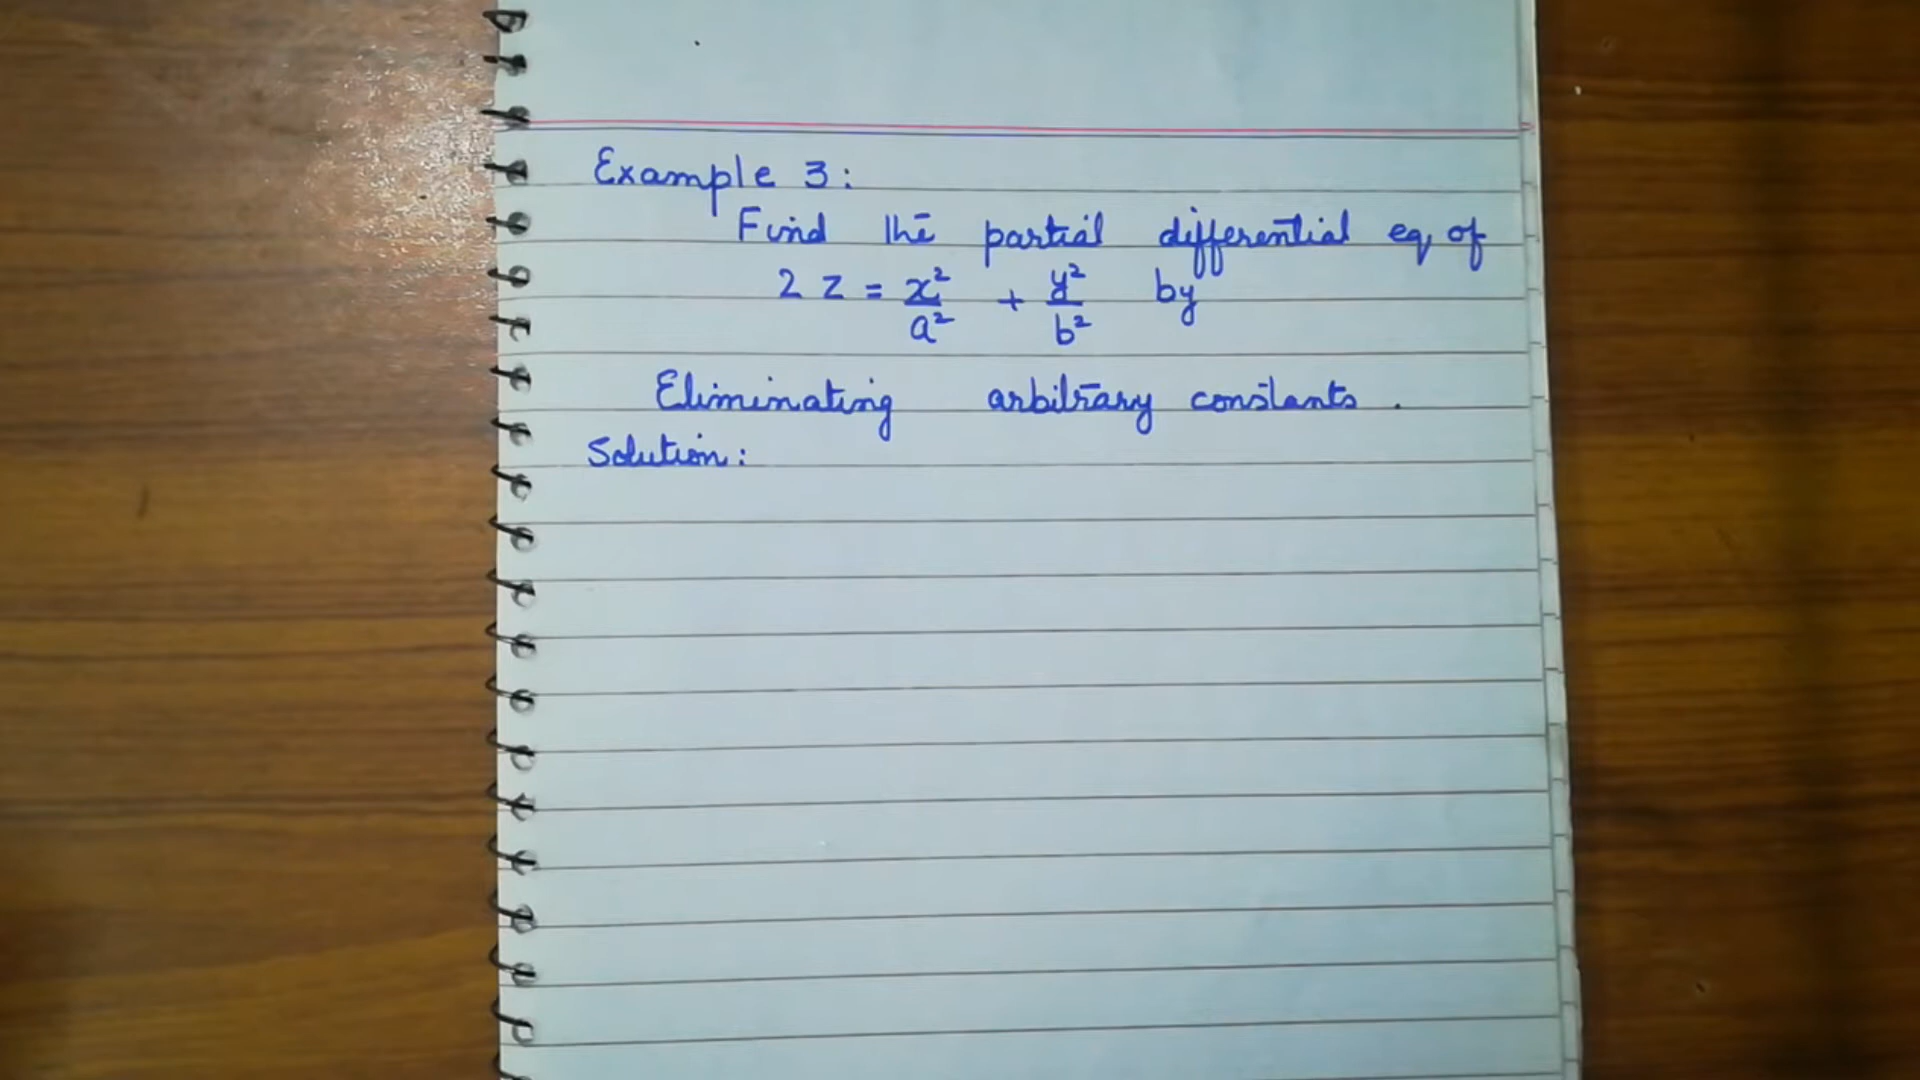 Example 3:
Find the partial differential eq. of
2 z = x²/a² + y²/b² by
Eliminating arbitrary constants.
Solution: